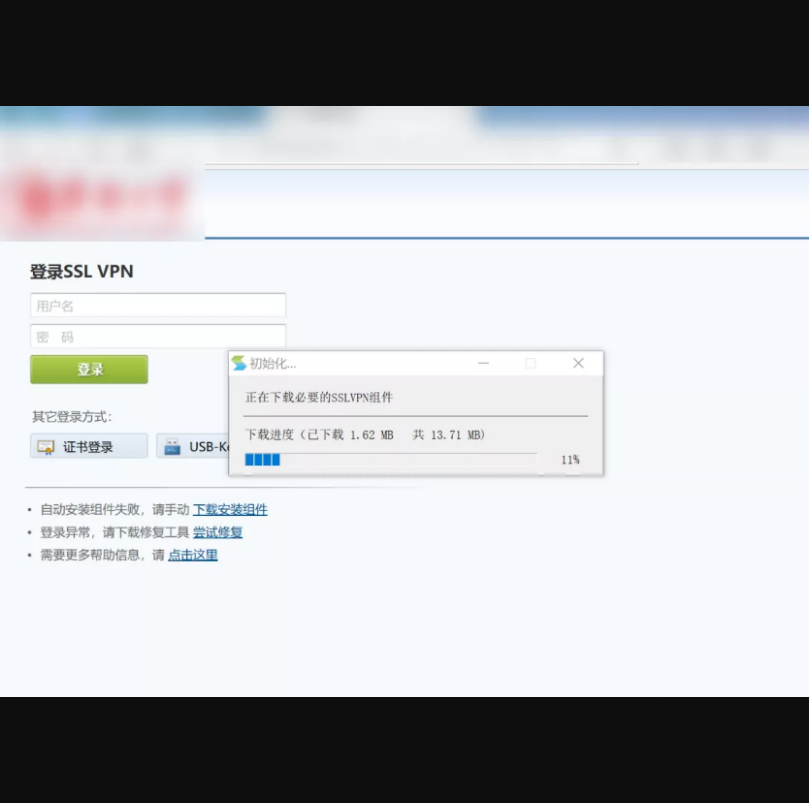 登录SSL VPN
用户名
密 码
登录
其它登录方式：
证书登录
USB-Ke
初始化...
正在下载必要的SSLVPN组件
下载进度（已下载 1.62 MB 共 13.71 MB）
11%
• 自动安装组件失败，请手动 下载安装组件
• 登录异常，请下载修复工具 尝试修复
• 需要更多帮助信息，请 点击这里